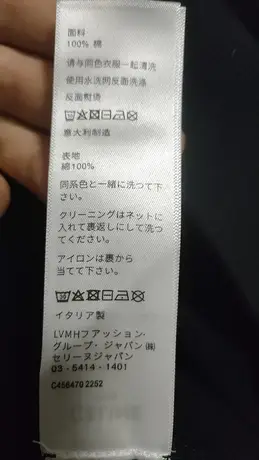 面料
100% 棉
请与同色衣服一起清洗
使用水洗网反面洗涤
反面熨烫
意大利制造
表地
綿100%
同系色と一緒に洗つて下
さい。
クリーニングはネットに
入れて裏返しにして洗つ
てください。
アイロンは裏から
当てて下さい。
イタリア製
LVMHフアッション・
グループ・ジャパン㈱
セリーヌジャパン
03-5414-1401
C456470 2252